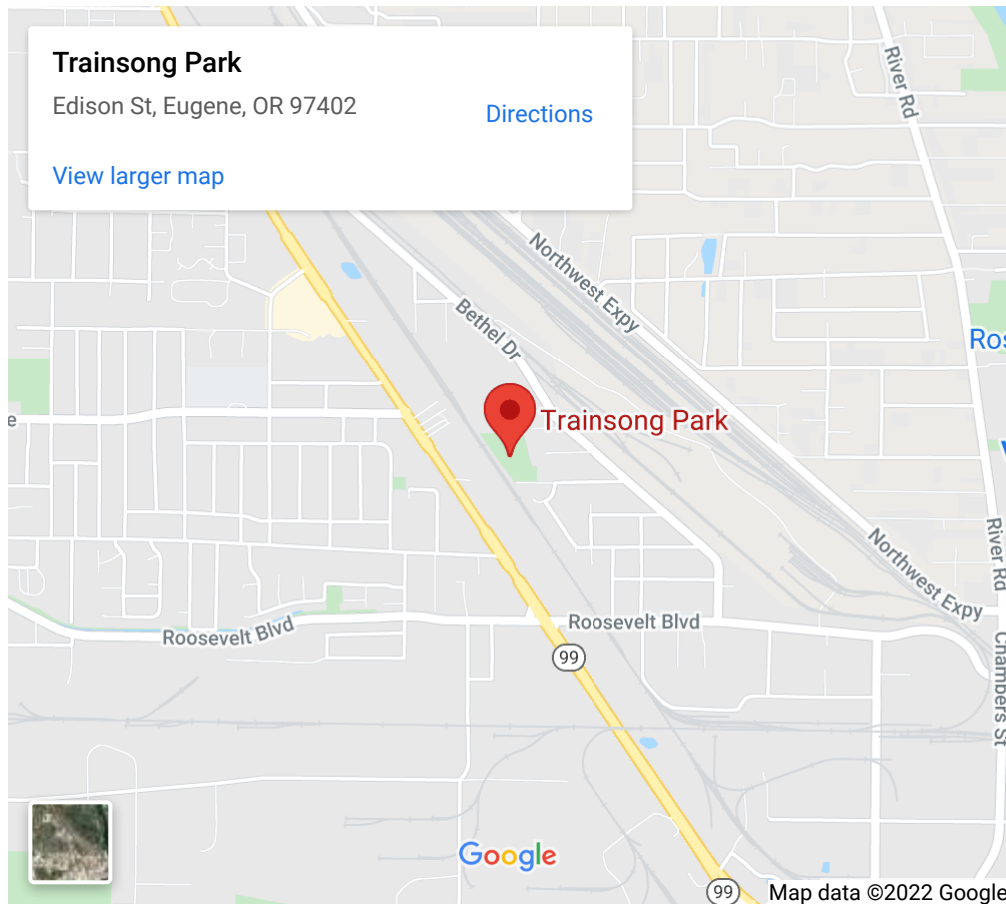 Trainsong Park
Edison St, Eugene, OR 97402
Directions
View larger map
River Rd
Northwest Expy
Bethel Dr
Ros
e
Trainsong Park
River Rd
Northwest Expy
Roosevelt Blvd
Roosevelt Blvd
99
Chambers St
Google
99
Map data ©2022 Google